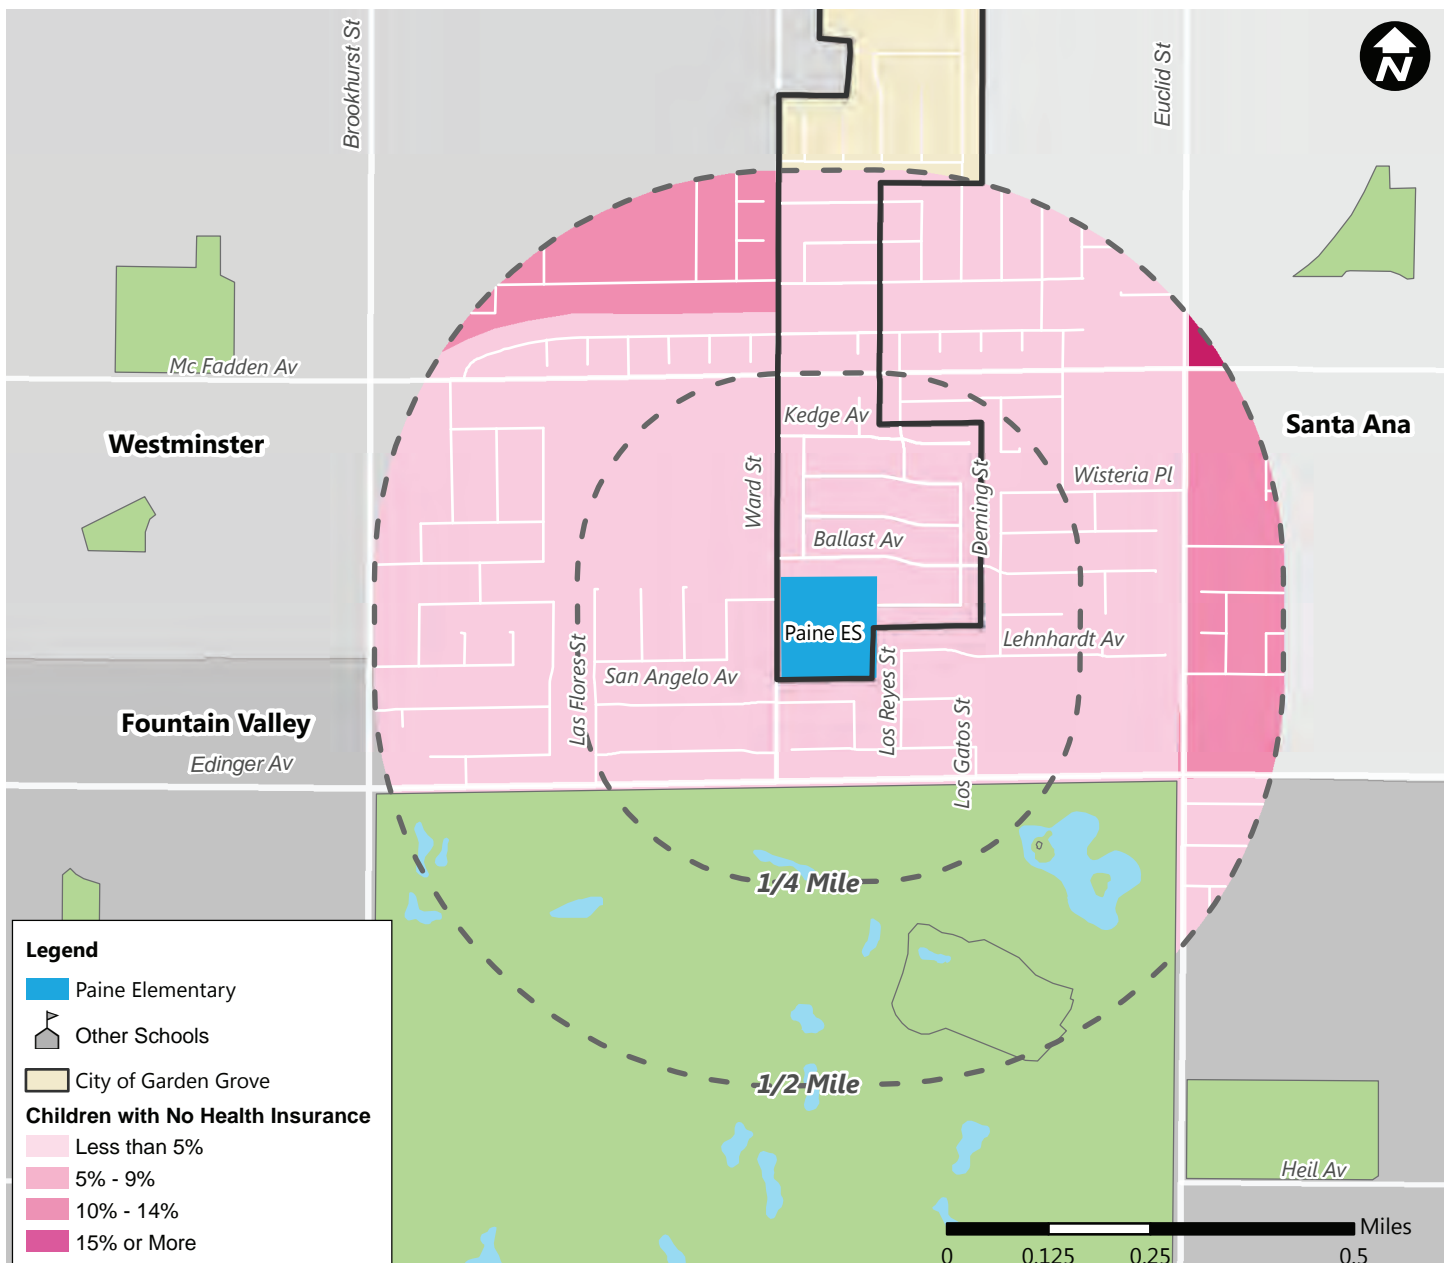 Brookhurst St
Euclid St
N
Mc Fadden Av
Westminster
Santa Ana
Kedge Av
Ward St
Deming St
Wisteria Pl
Ballast Av
Paine ES
Lehnhardt Av
Las Flores St
San Angelo Av
Los Reyes St
Fountain Valley
Los Gatos St
Edinger Av
1/4 Mile
1/2 Mile
Heil Av
Legend
Paine Elementary
Other Schools
City of Garden Grove
Children with No Health Insurance
Less than 5%
5% - 9%
10% - 14%
15% or More
Miles
0 0.125 0.25 0.5